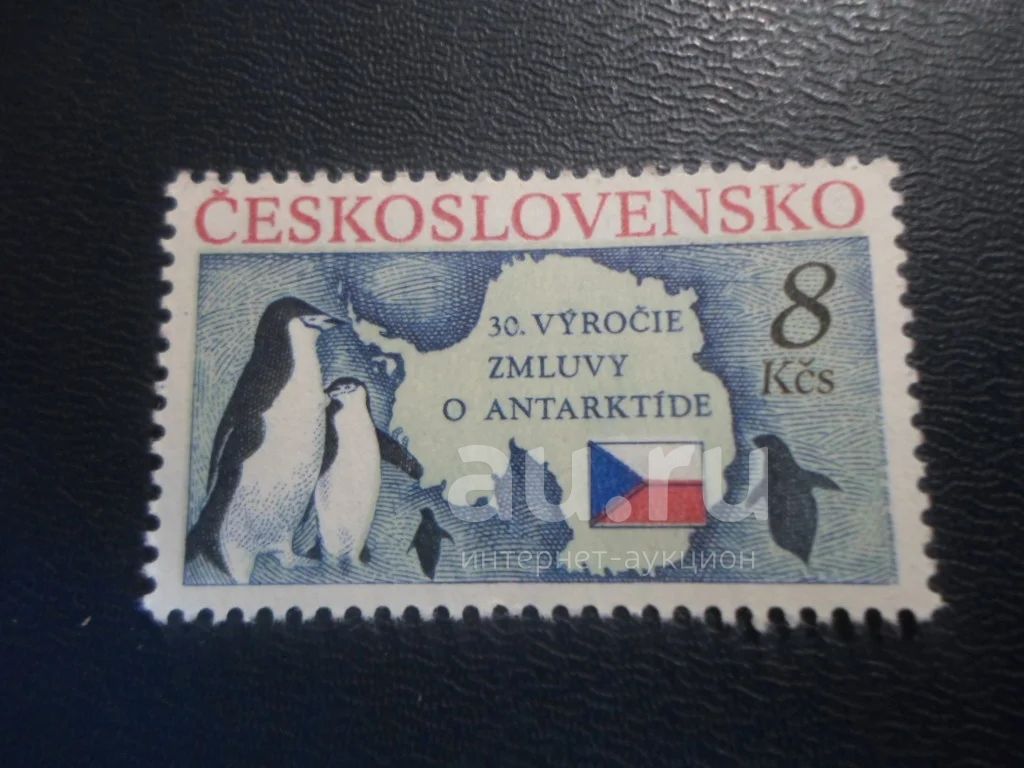 ČESKOSLOVENSKO
8
Kčs
30. VÝROČIE
ZMLUVY
O ANTARKTÍDE
au.ru
интернет-аукцион